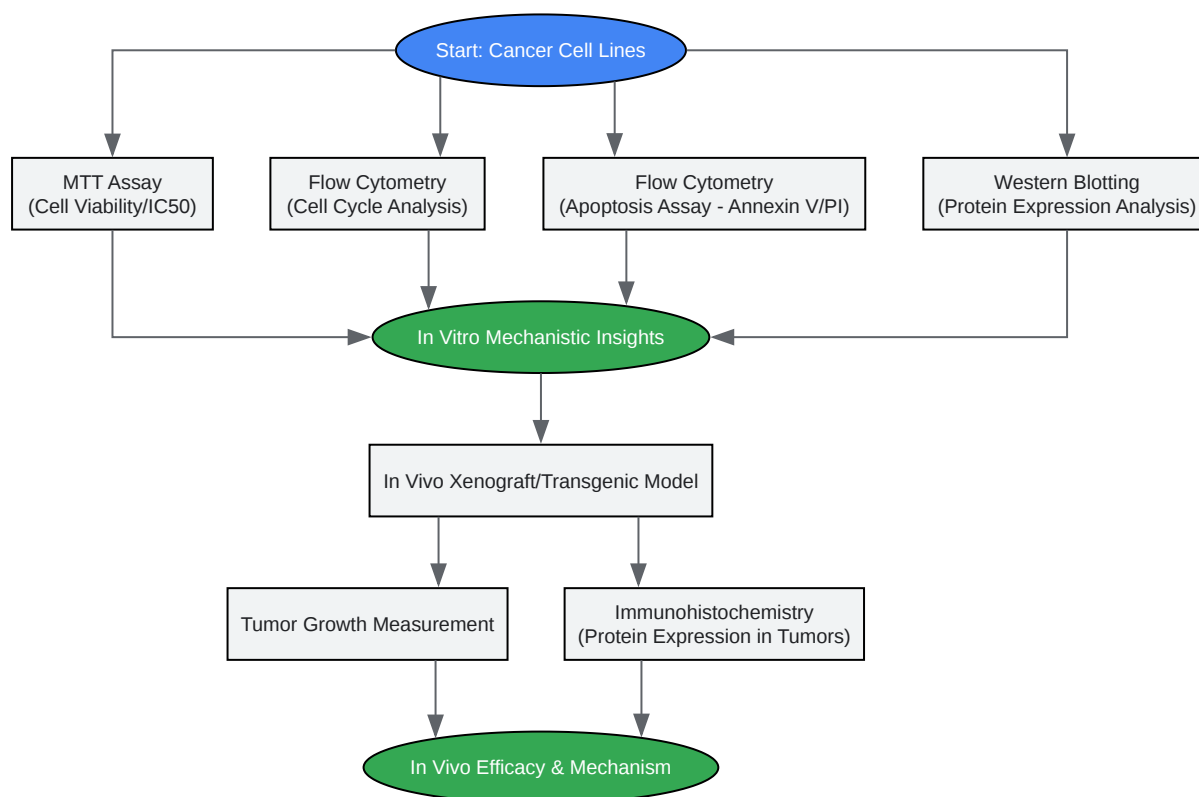 Start: Cancer Cell Lines
MTT Assay
(Cell Viability/IC50)
Flow Cytometry
(Cell Cycle Analysis)
Flow Cytometry
(Apoptosis Assay - Annexin V/PI)
Western Blotting
(Protein Expression Analysis)
In Vitro Mechanistic Insights
In Vivo Xenograft/Transgenic Model
Tumor Growth Measurement
Immunohistochemistry
(Protein Expression in Tumors)
In Vivo Efficacy & Mechanism